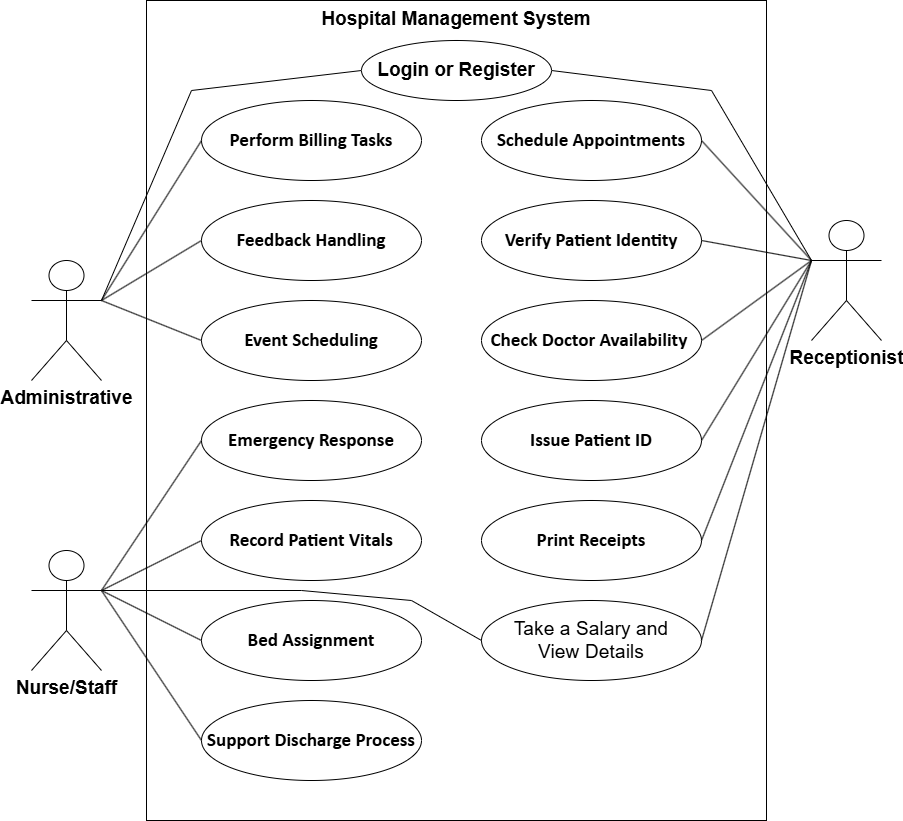 Hospital Management System
Login or Register
Perform Billing Tasks
Schedule Appointments
Feedback Handling
Verify Patient Identity
Event Scheduling
Check Doctor Availability
Receptionist
Administrative
Emergency Response
Issue Patient ID
Record Patient Vitals
Print Receipts
Bed Assignment
Take a Salary and
View Details
Nurse/Staff
Support Discharge Process